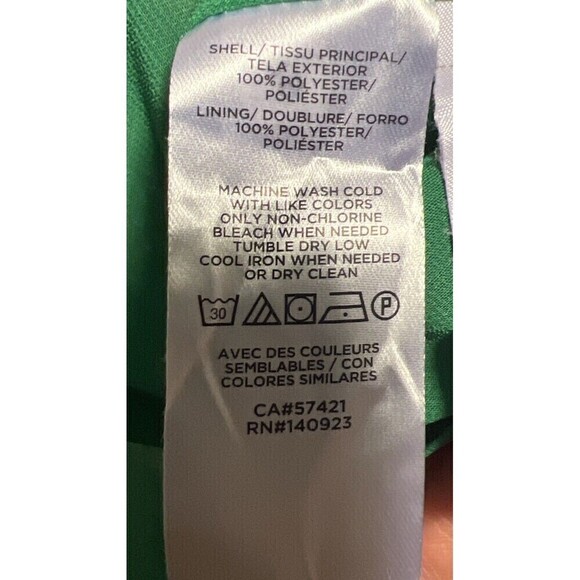 SHELL/ TISSU PRINCIPAL/
TELA EXTERIOR
100% POLYESTER/
POLIÉSTER
LINING/ DOUBLURE/ FORRO
100% POLYESTER/
POLIÉSTER
MACHINE WASH COLD
WITH LIKE COLORS
ONLY NON-CHLORINE
BLEACH WHEN NEEDED
TUMBLE DRY LOW
COOL IRON WHEN NEEDED
OR DRY CLEAN
30 P
AVEC DES COULEURS
SEMBLABLES / CON
COLORES SIMILARES
CA#57421
RN#140923